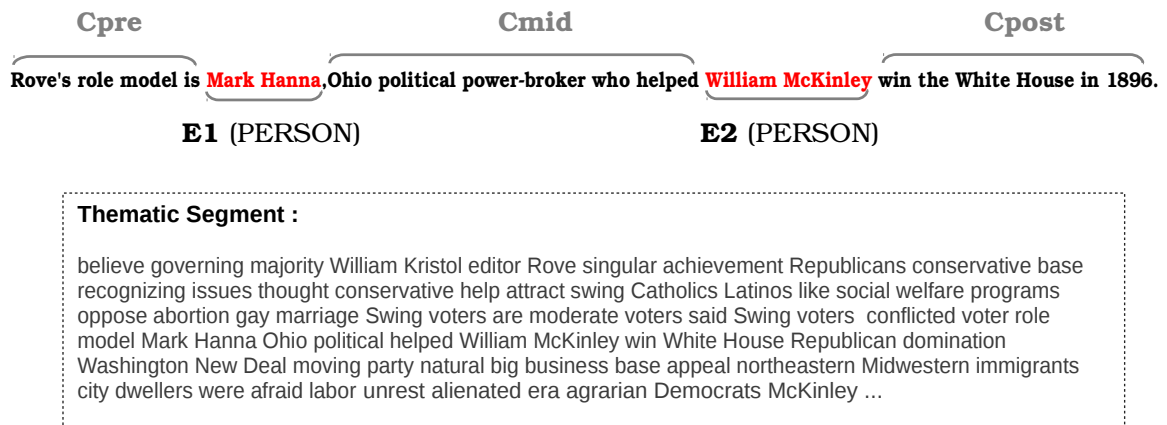 Cpre Cmid Cpost
Rove's role model is Mark Hanna,Ohio political power-broker who helped William McKinley win the White House in 1896.
E1 (PERSON) E2 (PERSON)
Thematic Segment :
believe governing majority William Kristol editor Rove singular achievement Republicans conservative base
recognizing issues thought conservative help attract swing Catholics Latinos like social welfare programs
oppose abortion gay marriage Swing voters are moderate voters said Swing voters conflicted voter role
model Mark Hanna Ohio political helped William McKinley win White House Republican domination
Washington New Deal moving party natural big business base appeal northeastern Midwestern immigrants
city dwellers were afraid labor unrest alienated era agrarian Democrats McKinley ...